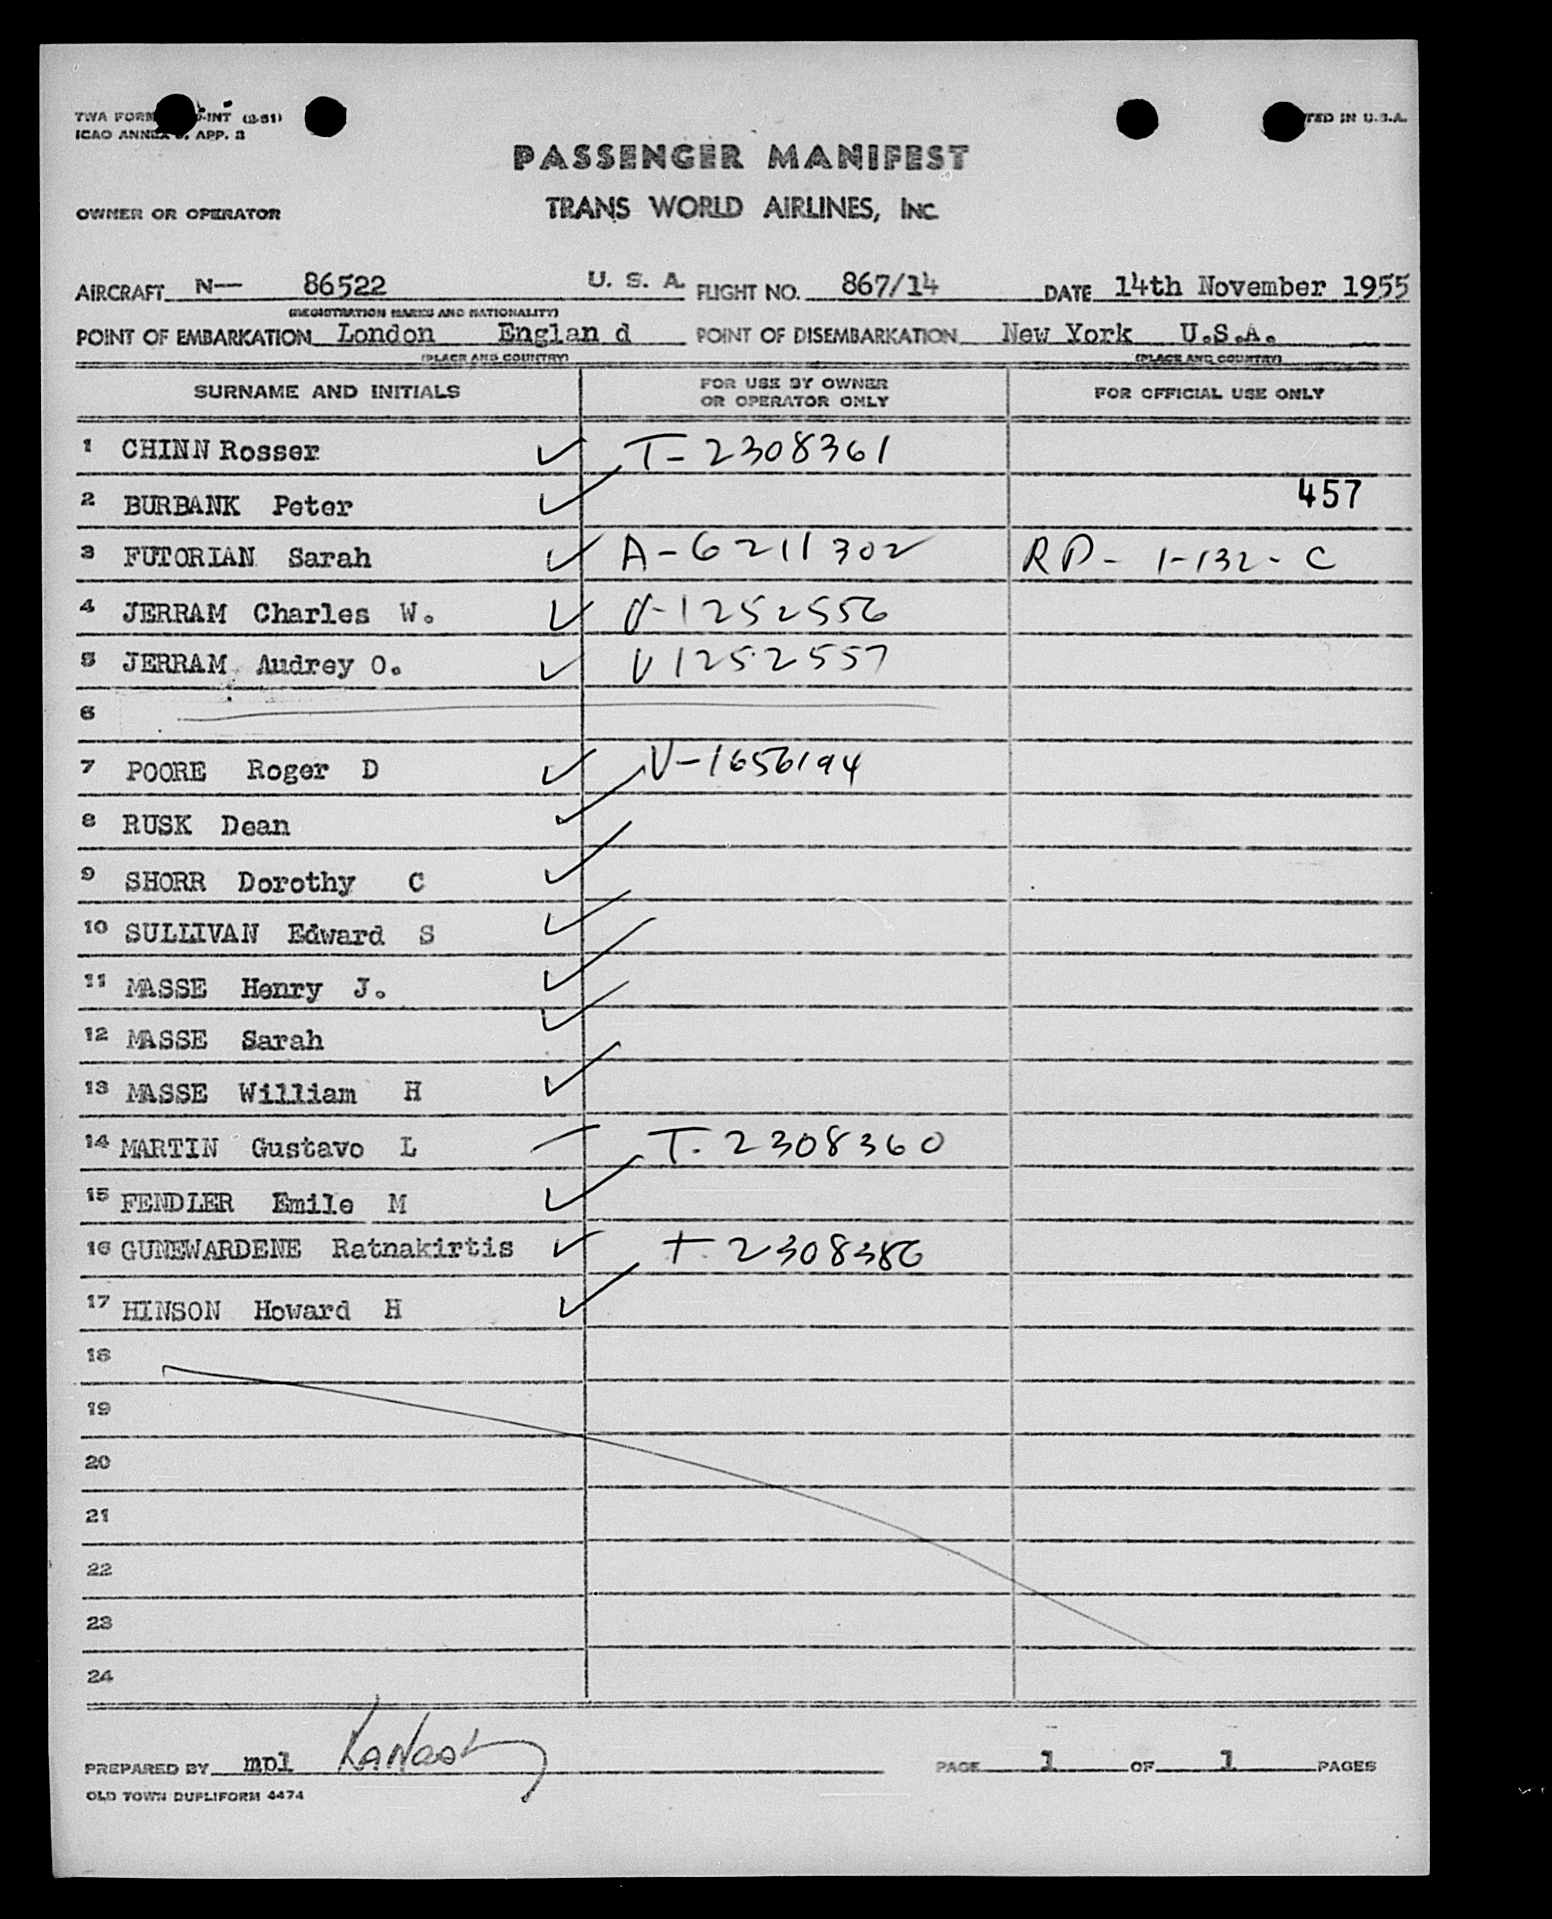 TWA FORM -INT (2-51)
ICAO ANNEX 9, APP. 3
TED IN U.S.A.
PASSENGER MANIFEST
OWNER OR OPERATOR TRANS WORLD AIRLINES, Inc.
AIRCRAFT N-- 86522 U. S. A. FLIGHT NO. 867/14 DATE 14th November 1955
(REGISTRATION MARKS AND NATIONALITY)
POINT OF EMBARKATION London Englan d POINT OF DISEMBARKATION New York U.S.A.
(PLACE AND COUNTRY) (PLACE AND COUNTRY)
SURNAME AND INITIALS FOR USE BY OWNER OR OPERATOR ONLY FOR OFFICIAL USE ONLY
1 CHINN Rosser T-2308361
2 BURBANK Peter 457
3 FUTORIAN Sarah A-6211302 RP- 1-132-C
4 JERRAM Charles W. V-1252556
5 JERRAM Audrey O. V1252557
6
7 POORE Roger D V-1656194
8 RUSK Dean
9 SHORR Dorothy C
10 SULLIVAN Edward S
11 MASSE Henry J.
12 MASSE Sarah
13 MASSE William H
14 MARTIN Gustavo L T. 2308360
15 FENDLER Emile M
16 GUNEWARDENE Ratnakirtis T. 2308386
17 HINSON Howard H
18
19
20
21
22
23
24
PREPARED BY mpl PAGE 1 OF 1 PAGES
OLD TOWN DUPLIFORM 4474